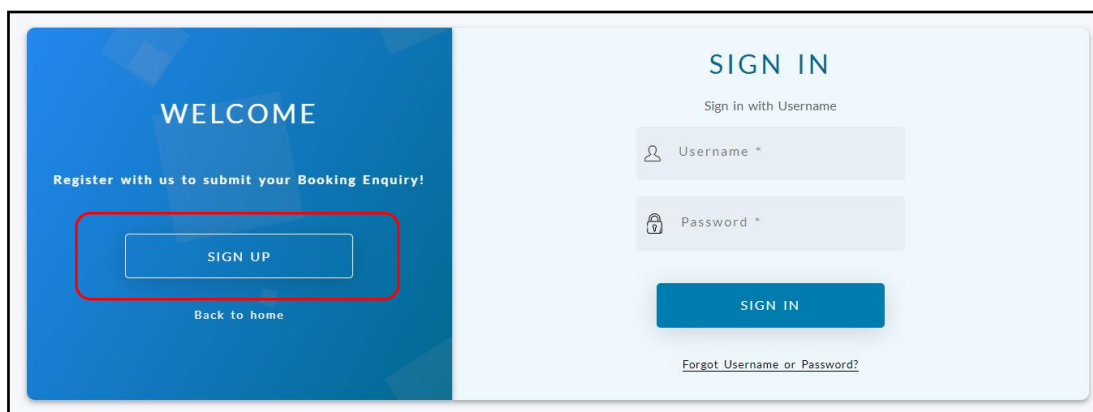 WELCOME
Register with us to submit your Booking Enquiry!
SIGN UP
Back to home
SIGN IN
Sign in with Username
Username *
Password *
SIGN IN
Forgot Username or Password?